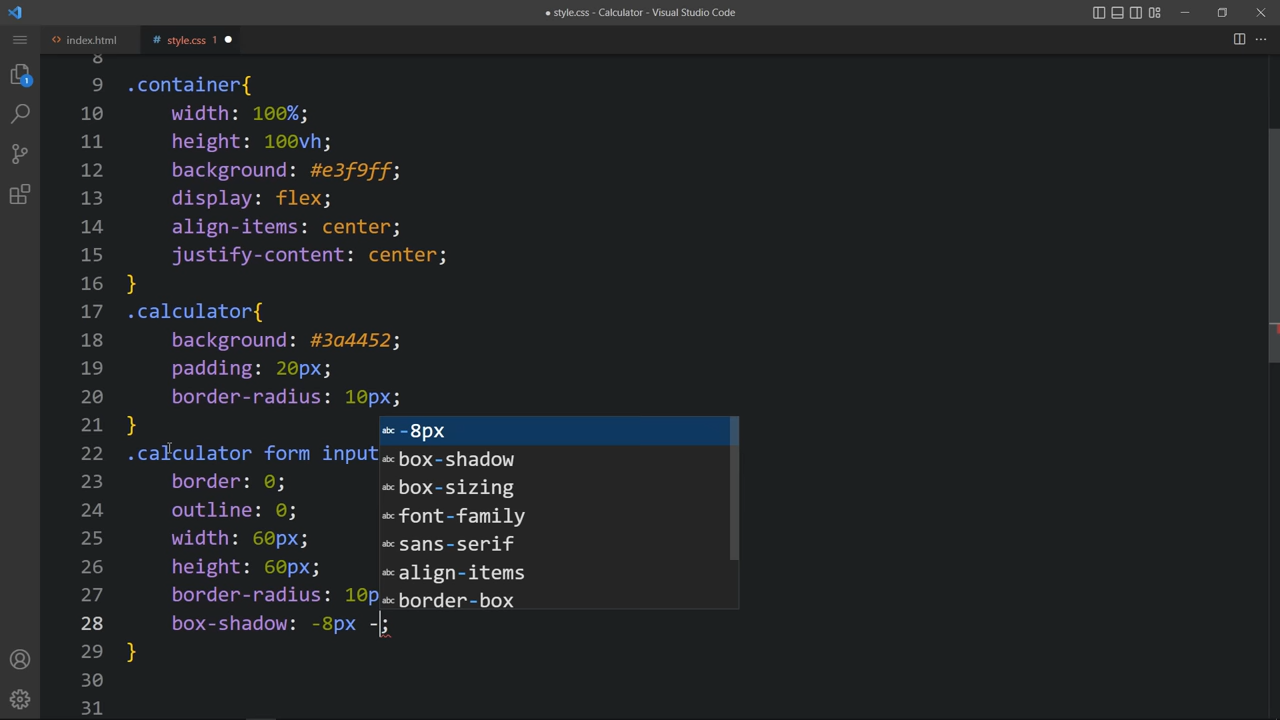 ● style.css - Calculator - Visual Studio Code
index.html
# style.css 1 ●
8
9 .container{
10 width: 100%;
11 height: 100vh;
12 background: #e3f9ff;
13 display: flex;
14 align-items: center;
15 justify-content: center;
16 }
17 .calculator{
18 background: #3a4452;
19 padding: 20px;
20 border-radius: 10px;
21 }
22 .calculator form input
23 border: 0;
24 outline: 0;
25 width: 60px;
26 height: 60px;
27 border-radius: 10p
28 box-shadow: -8px -;
29 }
30
31
abc -8px
abc box-shadow
abc box-sizing
abc font-family
abc sans-serif
abc align-items
abc border-box
1